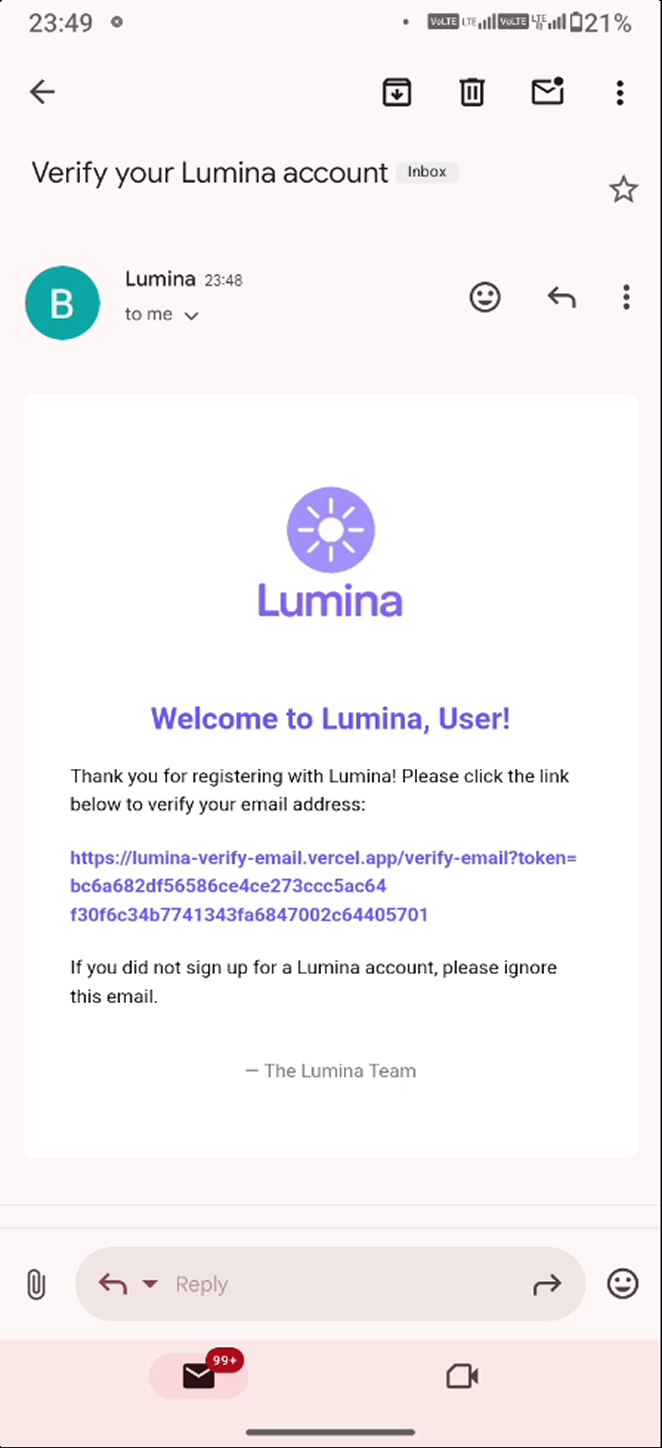 23:49 VoLTE LTE VoLTE LTE 21%
Verify your Lumina account Inbox
B
Lumina 23:48
to me
Lumina
Welcome to Lumina, User!
Thank you for registering with Lumina! Please click the link
below to verify your email address:
https://lumina-verify-email.vercel.app/verify-email?token=
bc6a682df56586ce4ce273ccc5ac64
f30f6c34b7741343fa6847002c64405701
If you did not sign up for a Lumina account, please ignore
this email.
— The Lumina Team
Reply
99+